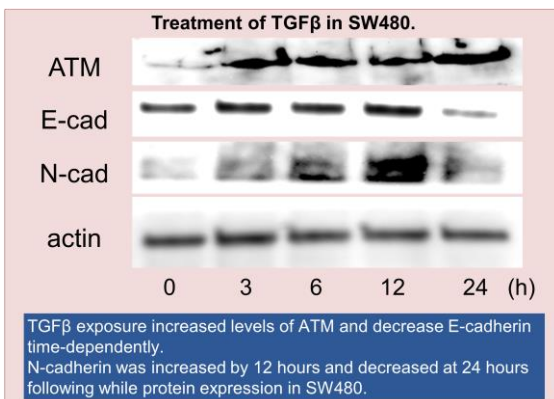 Treatment of TGFβ in SW480.
ATM
E-cad
N-cad
actin
0 3 6 12 24 (h)
TGFβ exposure increased levels of ATM and decrease E-cadherin
time-dependently.
N-cadherin was increased by 12 hours and decreased at 24 hours
following while protein expression in SW480.